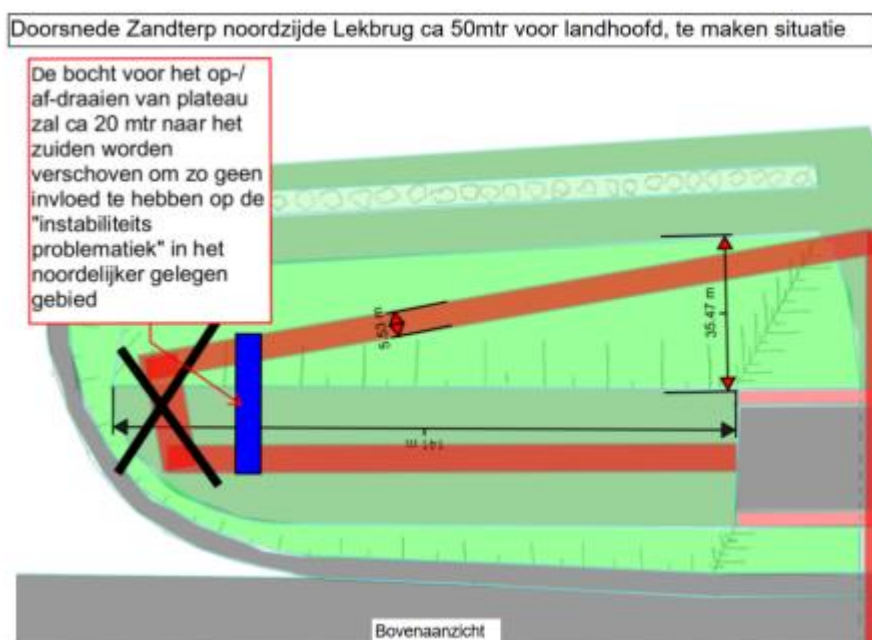 Doorsnede Zandterp noordzijde Lekbrug ca 50mtr voor landhoofd, te maken situatie
De bocht voor het op-/
af-draaien van plateau
zal ca 20 mtr naar het
zuiden worden
verschoven om zo geen
invloed te hebben op de
"instabiliteits
problematiek" in het
noordelijker gelegen
gebied
5.53 m
35.47 m
141 m
Bovenaanzicht